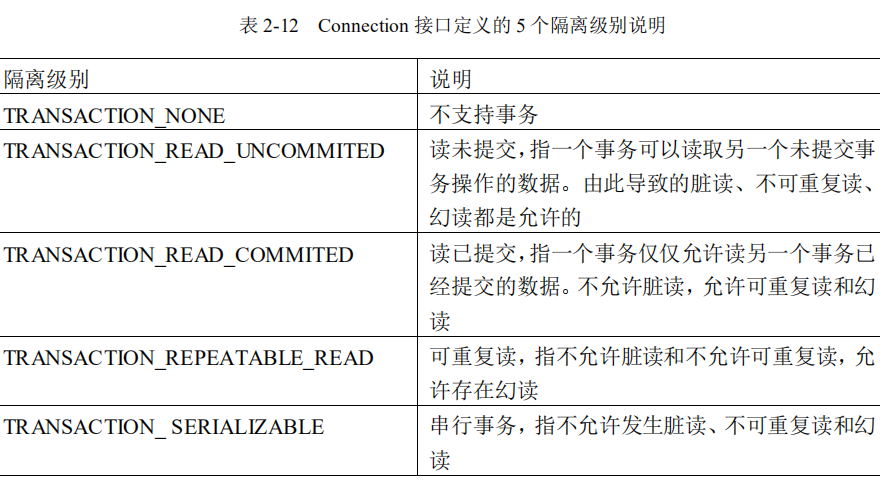 表 2-12 Connection 接口定义的 5 个隔离级别说明
隔离级别 说明
TRANSACTION_NONE 不支持事务
TRANSACTION_READ_UNCOMMITED 读未提交，指一个事务可以读取另一个未提交事
务操作的数据。由此导致的脏读、不可重复读、
幻读都是允许的
TRANSACTION_READ_COMMITED 读已提交，指一个事务仅仅允许读另一个事务已
经提交的数据。不允许脏读，允许可重复读和幻
读
TRANSACTION_REPEATABLE_READ 可重复读，指不允许脏读和不允许可重复读，允
许存在幻读
TRANSACTION_ SERIALIZABLE 串行事务，指不允许发生脏读、不可重复读和幻
读